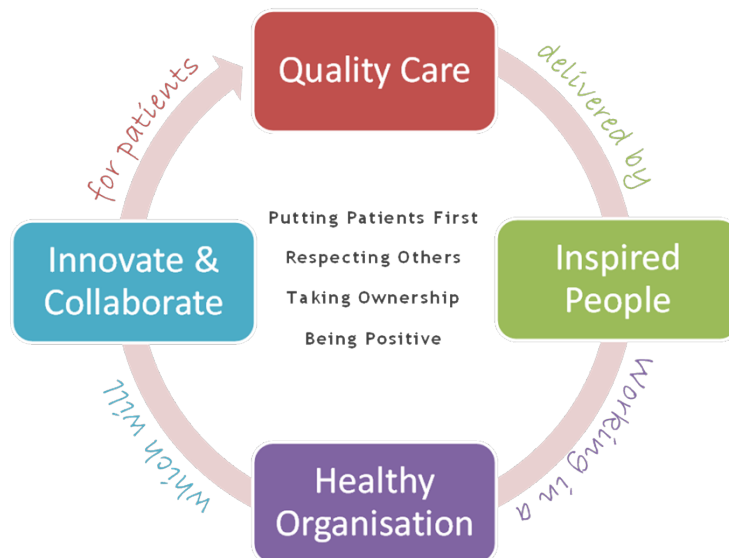 Quality Care
delivered by
Inspired
People
Working in a
Healthy
Organisation
which will
Innovate &
Collaborate
for patients
Putting Patients First
Respecting Others
Taking Ownership
Being Positive